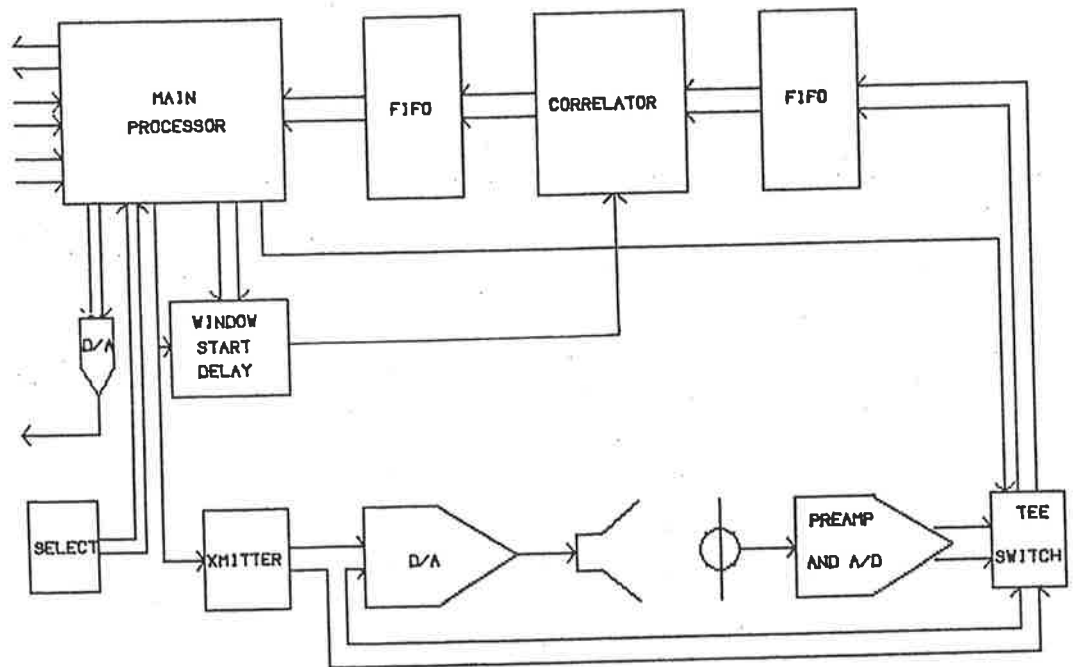 MAIN
PROCESSOR
FIFO
CORRELATOR
FIFO
WINDOW
START
DELAY
D/A
SELECT
XMITTER
D/A
PREAMP
AND A/D
TEE
SWITCH